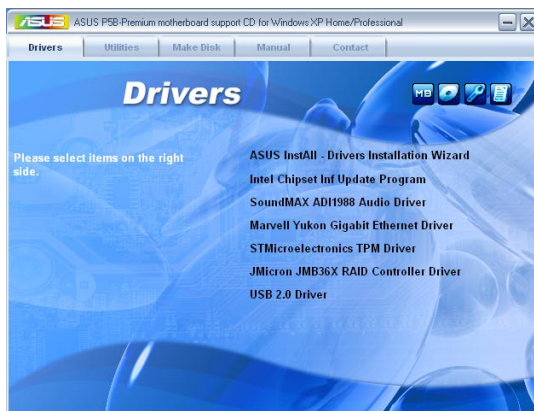 ASUS ASUS P5B-Premium motherboard support CD for Windows XP Home/Professional
Drivers Utilities Make Disk Manual Contact
Drivers
MB
Please select items on the right
side.
ASUS InstAll - Drivers Installation Wizard
Intel Chipset Inf Update Program
SoundMAX ADI1988 Audio Driver
Marvell Yukon Gigabit Ethernet Driver
STMicroelectronics TPM Driver
JMicron JMB36X RAID Controller Driver
USB 2.0 Driver